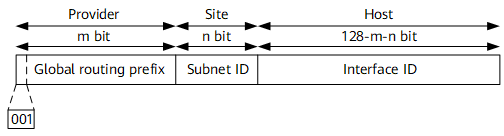 Provider Site Host
m bit n bit 128-m-n bit
Global routing prefix Subnet ID Interface ID
001